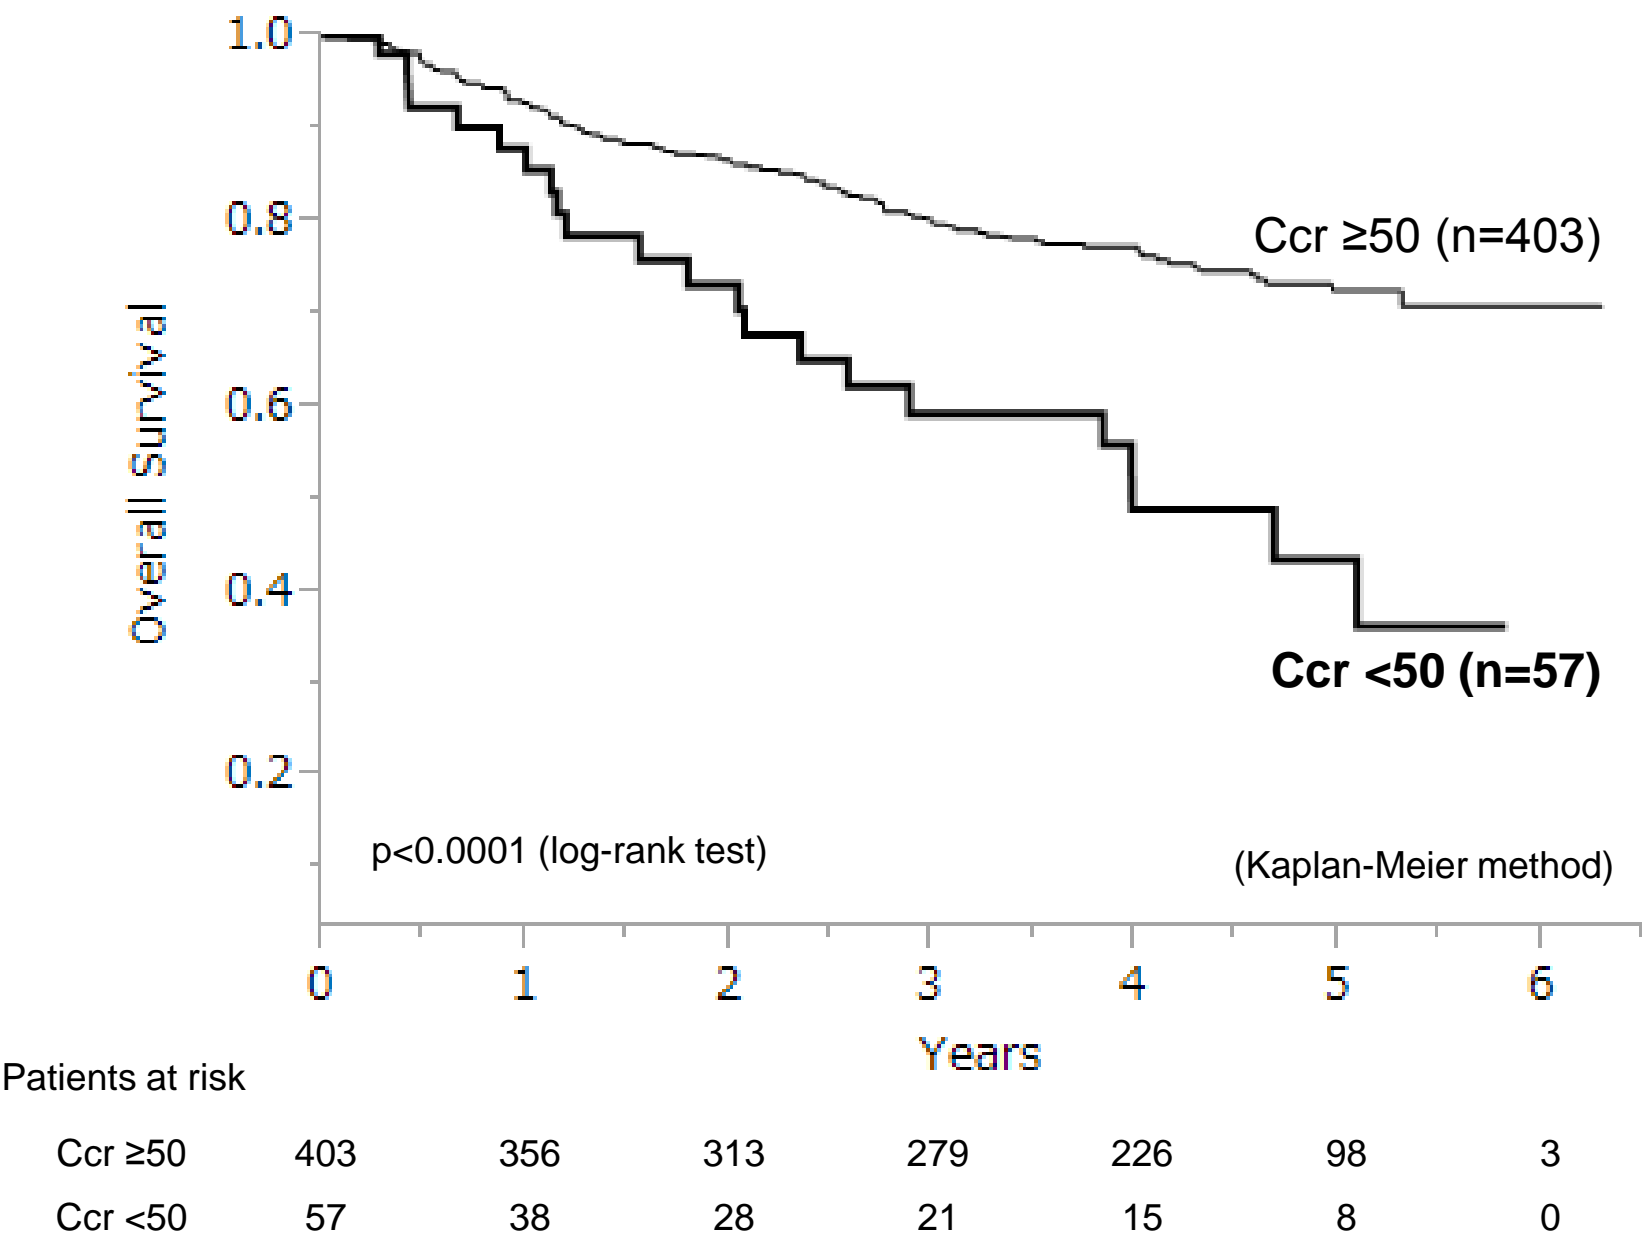 1.0
0.8
0.6
0.4
0.2
Overall Survival
Ccr ≥50 (n=403)
Ccr <50 (n=57)
p<0.0001 (log-rank test)
(Kaplan-Meier method)
0 1 2 3 4 5 6
Years
Patients at risk
Ccr ≥50 403 356 313 279 226 98 3
Ccr <50 57 38 28 21 15 8 0